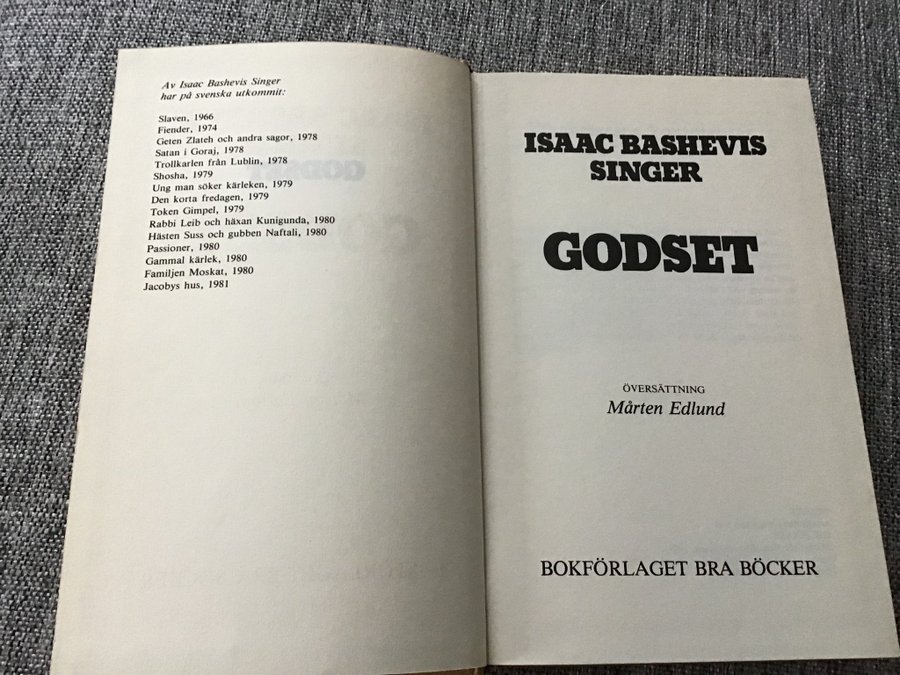 Av Isaac Bashevis Singer
har på svenska utkommit:
Slaven, 1966
Fiender, 1974
Geten Zlateh och andra sagor, 1978
Satan i Goraj, 1978
Trollkarlen från Lublin, 1978
Shosha, 1979
Ung man söker kärleken, 1979
Den korta fredagen, 1979
Token Gimpel, 1979
Rabbi Leib och häxan Kunigunda, 1980
Hästen Suss och gubben Naftali, 1980
Passioner, 1980
Gammal kärlek, 1980
Familjen Moskat, 1980
Jacobys hus, 1981
ISAAC BASHEVIS
SINGER
GODSET
ÖVERSÄTTNING
Mårten Edlund
BOKFÖRLAGET BRA BÖCKER